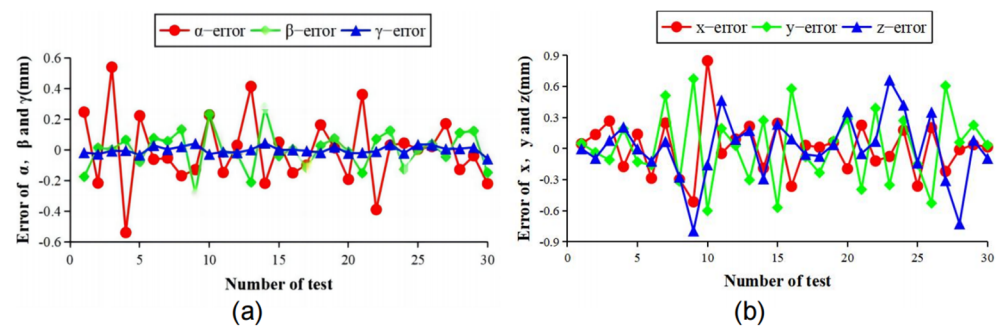 α−error β−error γ−error
Error of α, β and γ(mm)
0.6
0.4
0.2
0
-0.2
-0.4
-0.6
0 5 10 15 20 25 30
Number of test
(a)
x−error y−error z−error
Error of x, y and z(mm)
0.9
0.6
0.3
0
-0.3
-0.6
-0.9
0 5 10 15 20 25 30
Number of test
(b)